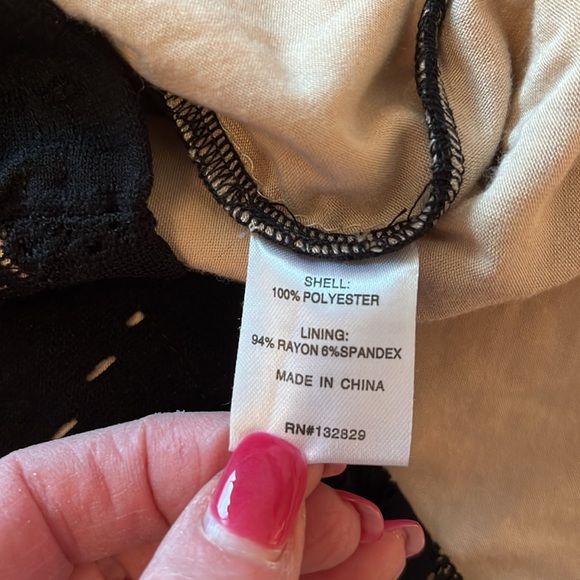 SHELL:
100% POLYESTER
LINING:
94% RAYON 6%SPANDEX
MADE IN CHINA
RN#132829